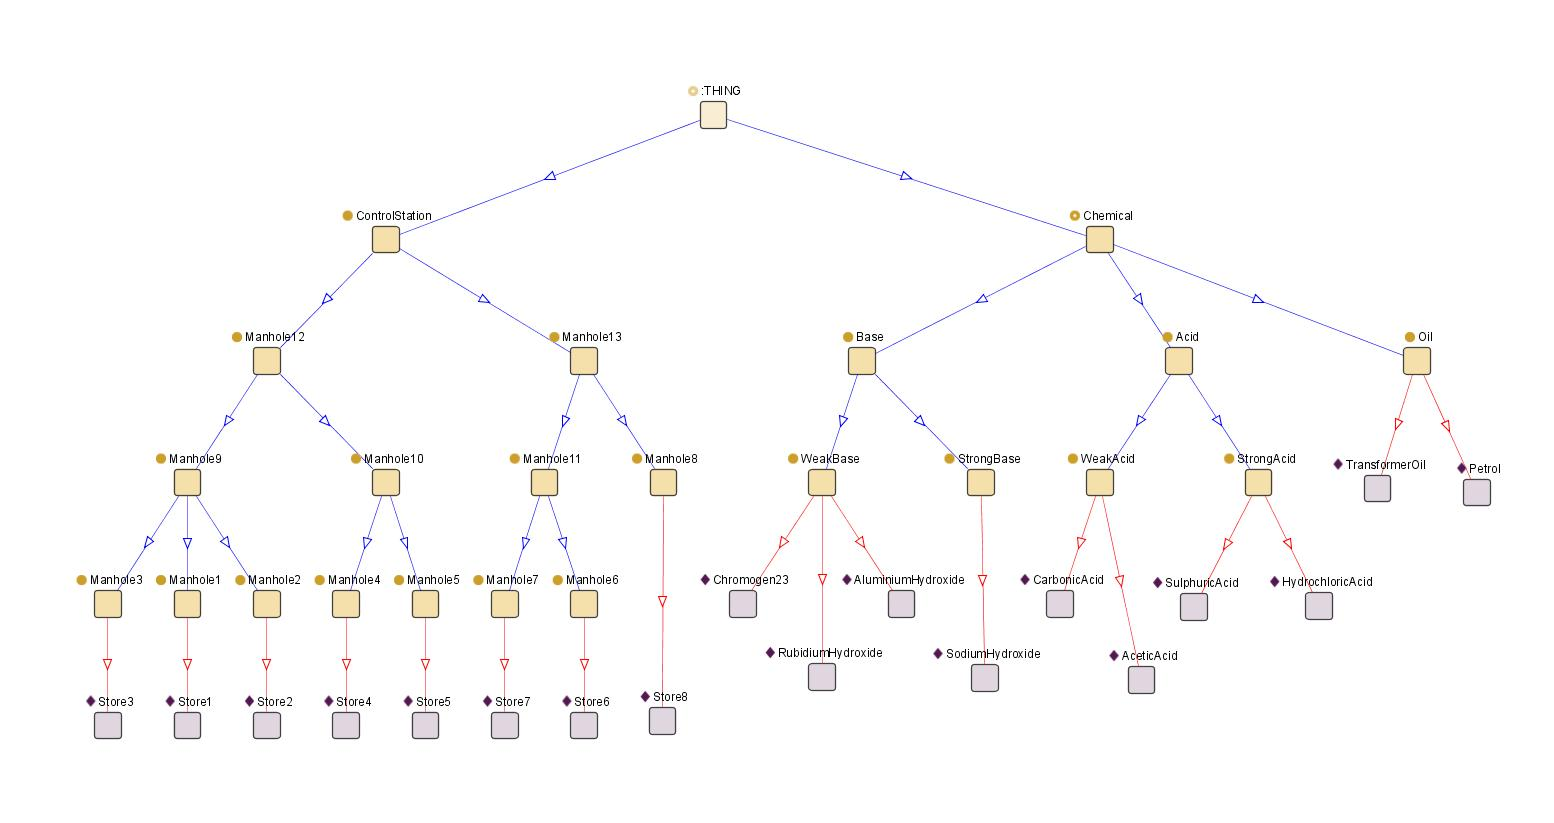 :THING
ControlStation
Chemical
Manhole12
Manhole13
Base
Acid
Oil
Manhole9
Manhole10
Manhole11
Manhole8
WeakBase
StrongBase
WeakAcid
StrongAcid
TransformerOil
Petrol
Manhole3
Manhole1
Manhole2
Manhole4
Manhole5
Manhole7
Manhole6
Chromogen23
AluminiumHydroxide
CarbonicAcid
SulphuricAcid
HydrochloricAcid
RubidiumHydroxide
SodiumHydroxide
AceticAcid
Store3
Store1
Store2
Store4
Store5
Store7
Store6
Store8